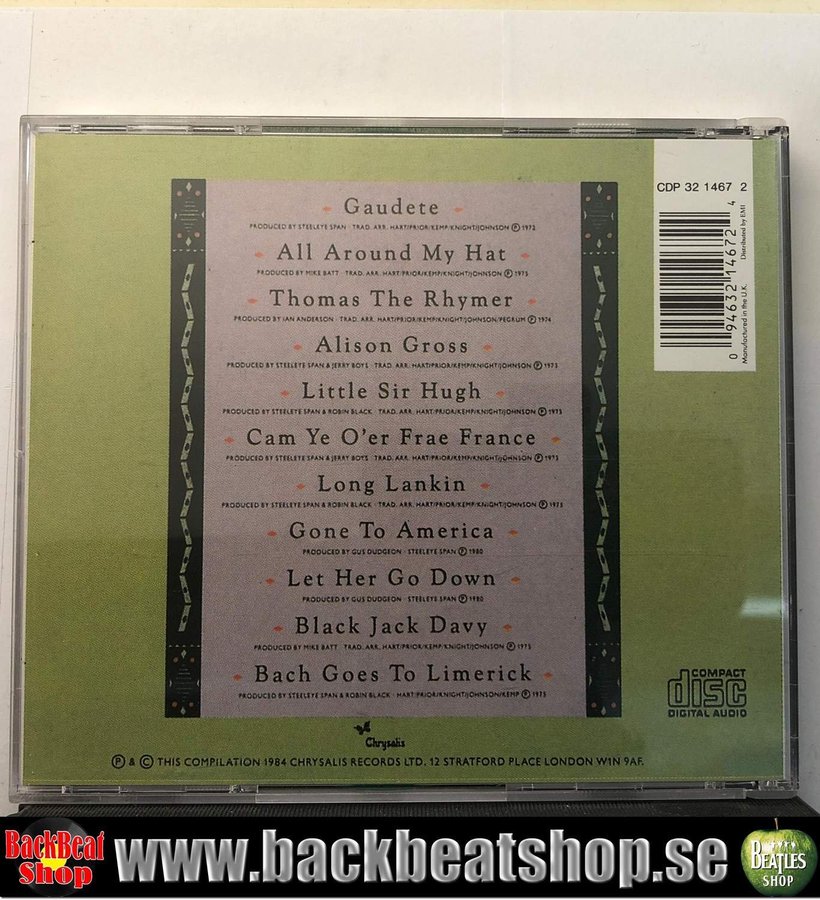 CDP 32 1467 2
0 94632 14672 4
Manufactured in the U.K.
Distributed by EMI
Gaudete
PRODUCED BY STEELEYE SPAN · TRAD. ARR. HART/PRIOR/KEMP/KNIGHT/JOHNSON ℗ 1972
All Around My Hat
PRODUCED BY MIKE BATT · TRAD. ARR. HART/PRIOR/KEMP/KNIGHT/JOHNSON ℗ 1975
Thomas The Rhymer
PRODUCED BY IAN ANDERSON · TRAD. ARR. HART/PRIOR/KEMP/KNIGHT/JOHNSON/PEGRUM ℗ 1974
Alison Gross
PRODUCED BY STEELEYE SPAN & JERRY BOYS · TRAD. ARR. HART/PRIOR/KEMP/KNIGHT/JOHNSON ℗ 1973
Little Sir Hugh
PRODUCED BY STEELEYE SPAN & ROBIN BLACK · TRAD. ARR. HART/PRIOR/KEMP/KNIGHT/JOHNSON ℗ 1975
Cam Ye O'er Frae France
PRODUCED BY STEELEYE SPAN & JERRY BOYS · TRAD. ARR. HART/PRIOR/KEMP/KNIGHT/JOHNSON ℗ 1973
Long Lankin
PRODUCED BY STEELEYE SPAN & ROBIN BLACK · TRAD. ARR. HART/PRIOR/KEMP/KNIGHT/JOHNSON ℗ 1975
Gone To America
PRODUCED BY GUS DUDGEON · STEELEYE SPAN ℗ 1980
Let Her Go Down
PRODUCED BY GUS DUDGEON · STEELEYE SPAN ℗ 1980
Black Jack Davy
PRODUCED BY MIKE BATT · TRAD. ARR. HART/PRIOR/KEMP/KNIGHT/JOHNSON ℗ 1975
Bach Goes To Limerick
PRODUCED BY STEELEYE SPAN & ROBIN BLACK · HART/PRIOR/KNIGHT/JOHNSON/KEMP ℗ 1975
COMPACT
disc
DIGITAL AUDIO
Chrysalis
℗ & © THIS COMPILATION 1984 CHRYSALIS RECORDS LTD. 12 STRATFORD PLACE LONDON W1N 9AF.
BackBeat
Shop
www.backbeatshop.se
BEATLES
SHOP